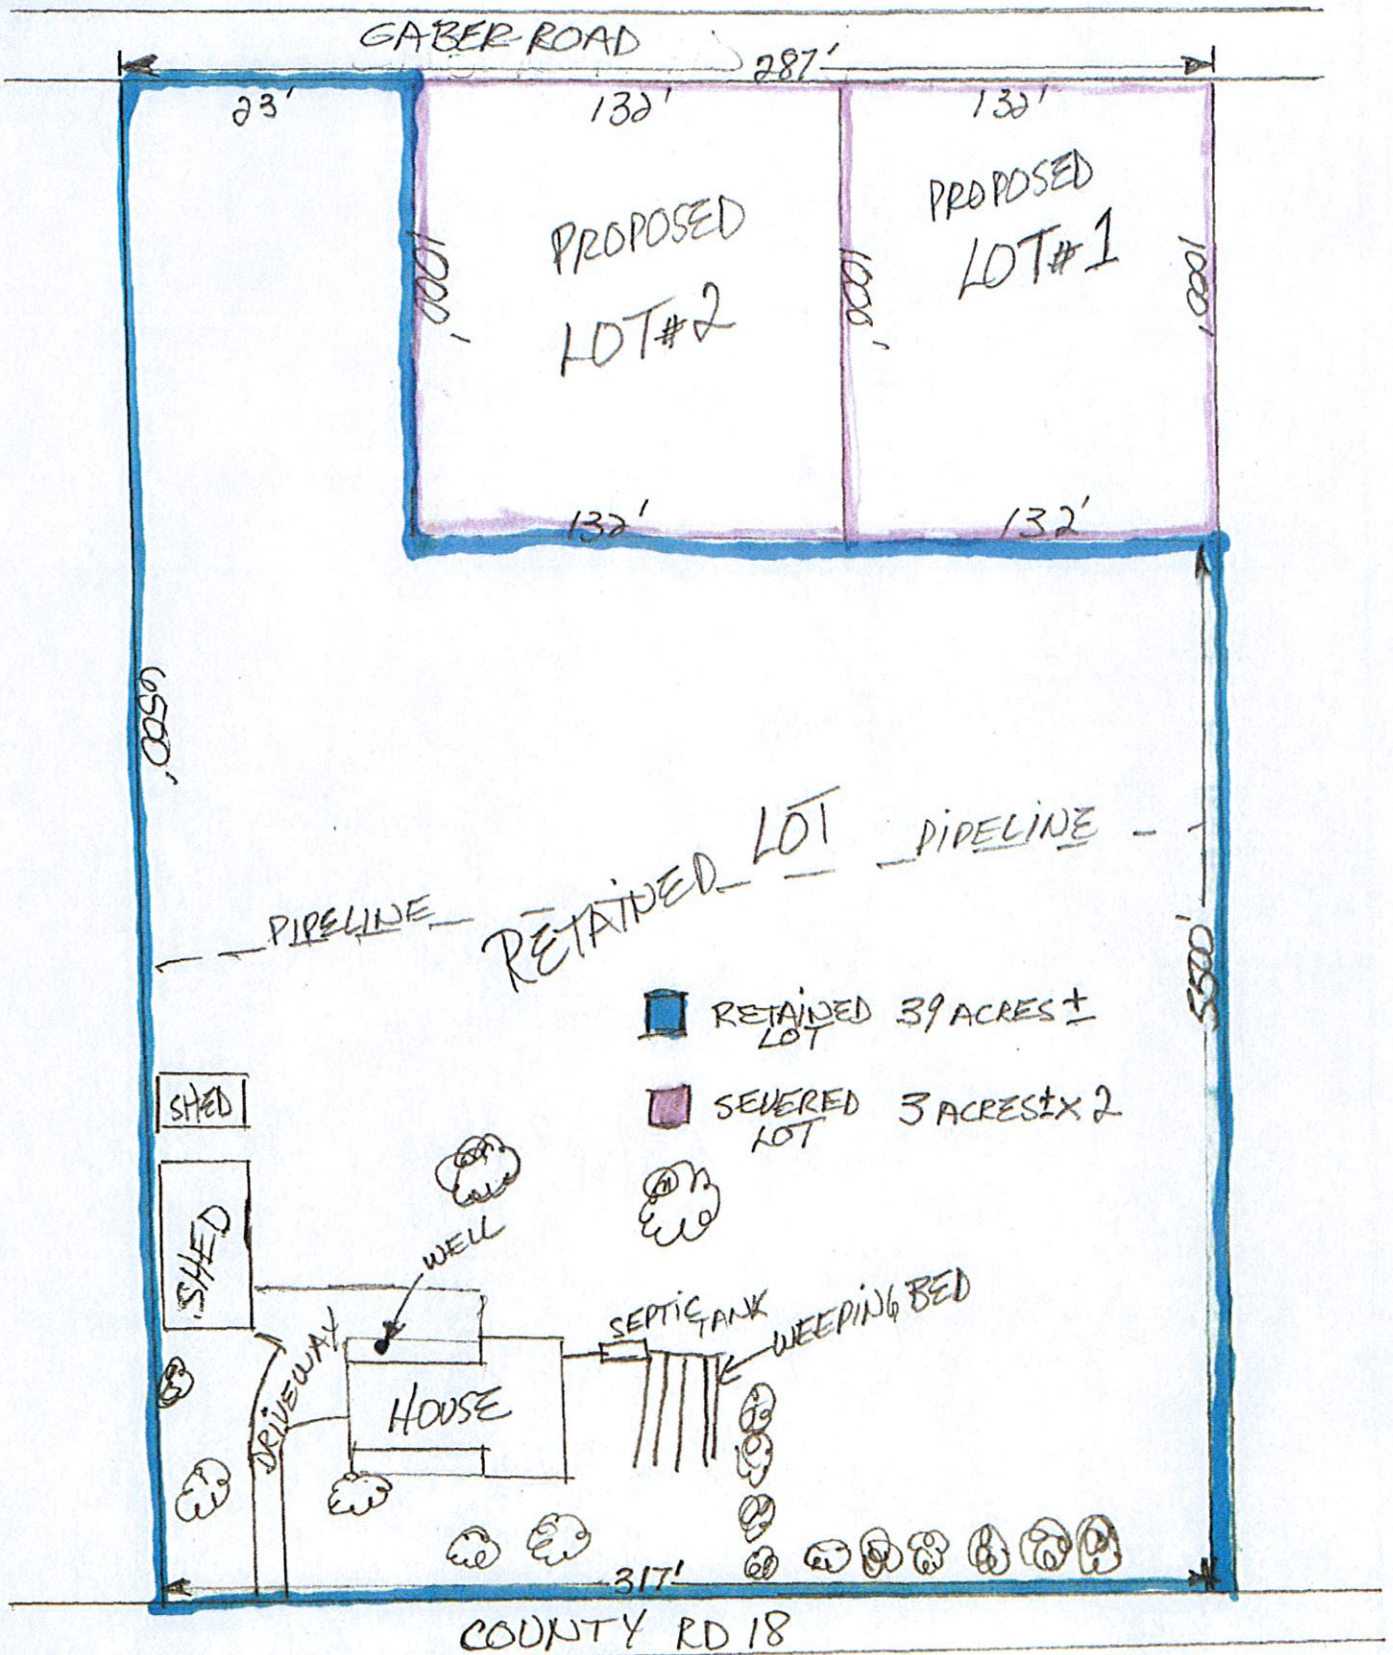 GABER ROAD
287'
23'
132'
132'
PROPOSED
LOT#2
PROPOSED
LOT#1
1000'
1000'
1000'
132'
132'
6500'
LOT
PIPELINE
PIPELINE
RETAINED
5500'
RETAINED 39 ACRES ±
LOT
SEVERED 3 ACRES± X 2
LOT
SHED
SHED
WELL
SEPTIC TANK
WEEPING BED
DRIVEWAY
HOUSE
317'
COUNTY RD 18